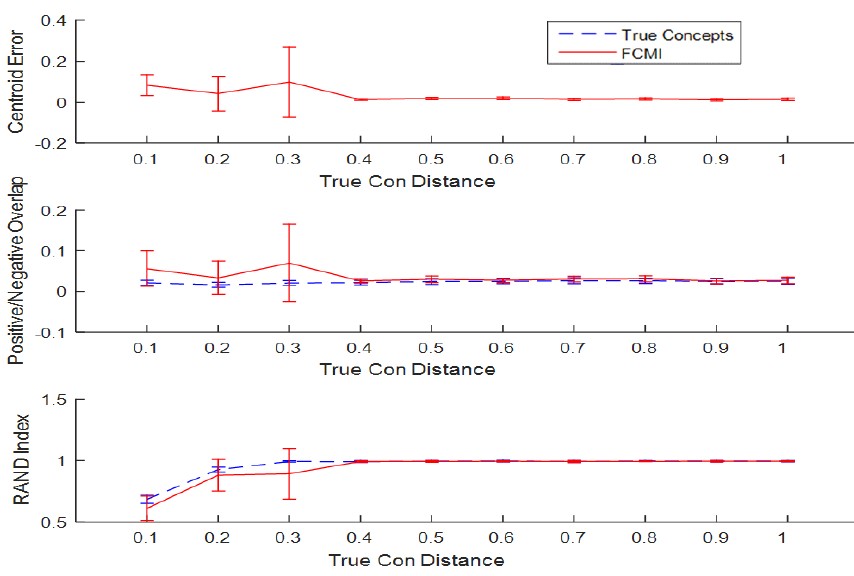 0.4
0.2
0
-0.2
Centroid Error
True Concepts
FCMI
0.1 0.2 0.3 0.4 0.5 0.6 0.7 0.8 0.9 1
True Con Distance
0.2
0.1
0
-0.1
Positive/Negative Overlap
0.1 0.2 0.3 0.4 0.5 0.6 0.7 0.8 0.9 1
True Con Distance
1.5
1
0.5
RAND Index
0.1 0.2 0.3 0.4 0.5 0.6 0.7 0.8 0.9 1
True Con Distance